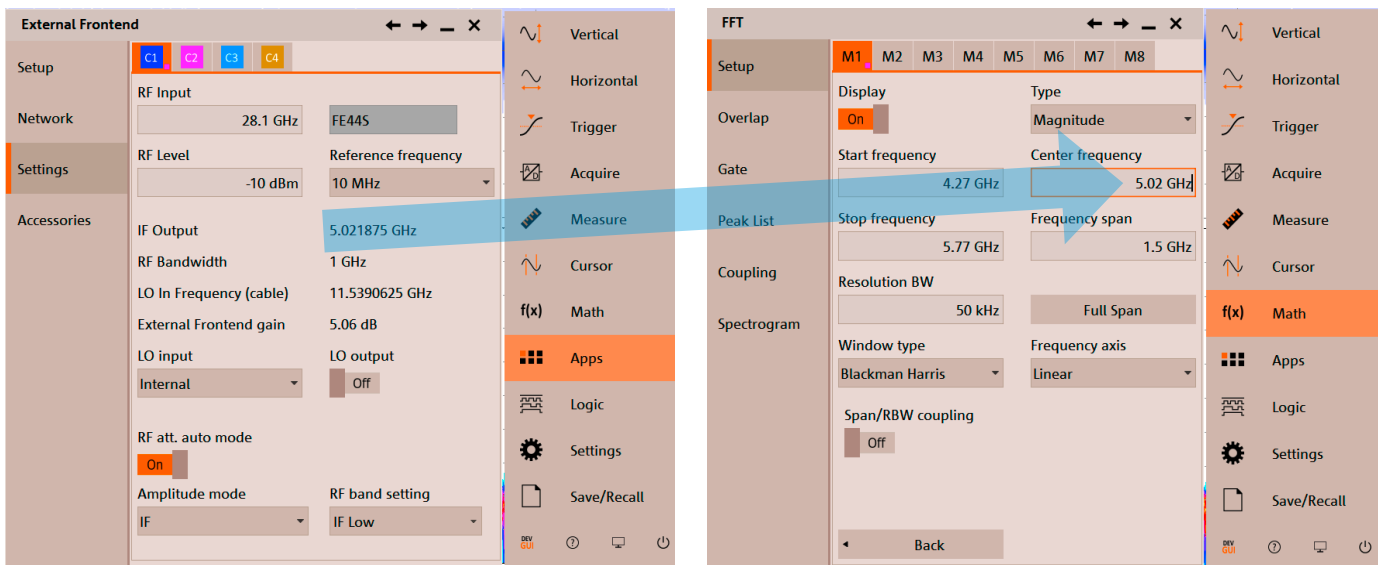 External Frontend
Setup
Network
Settings
Accessories
C1 C2 C3 C4
RF Input
28.1 GHz FE44S
RF Level Reference frequency
-10 dBm 10 MHz
IF Output 5.021875 GHz
RF Bandwidth 1 GHz
LO In Frequency (cable) 11.5390625 GHz
External Frontend gain 5.06 dB
LO input LO output
Internal Off
RF att. auto mode
On
Amplitude mode RF band setting
IF IF Low
Vertical
Horizontal
Trigger
A/D Acquire
Measure
Cursor
f(x) Math
Apps
Logic
Settings
Save/Recall
DEV
GUI ?
FFT
Setup
Overlap
Gate
Peak List
Coupling
Spectrogram
M1 M2 M3 M4 M5 M6 M7 M8
Display Type
On Magnitude
Start frequency Center frequency
4.27 GHz 5.02 GHz
Stop frequency Frequency span
5.77 GHz 1.5 GHz
Resolution BW
50 kHz Full Span
Window type Frequency axis
Blackman Harris Linear
Span/RBW coupling
Off
Back
Vertical
Horizontal
Trigger
A/D Acquire
Measure
Cursor
f(x) Math
Apps
Logic
Settings
Save/Recall
DEV
GUI ?